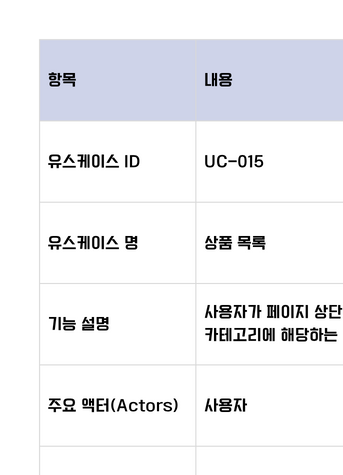 항목 내용
유스케이스 ID UC-015
유스케이스 명 상품 목록
기능 설명 사용자가 페이지 상단
카테고리에 해당하는
주요 액터(Actors) 사용자